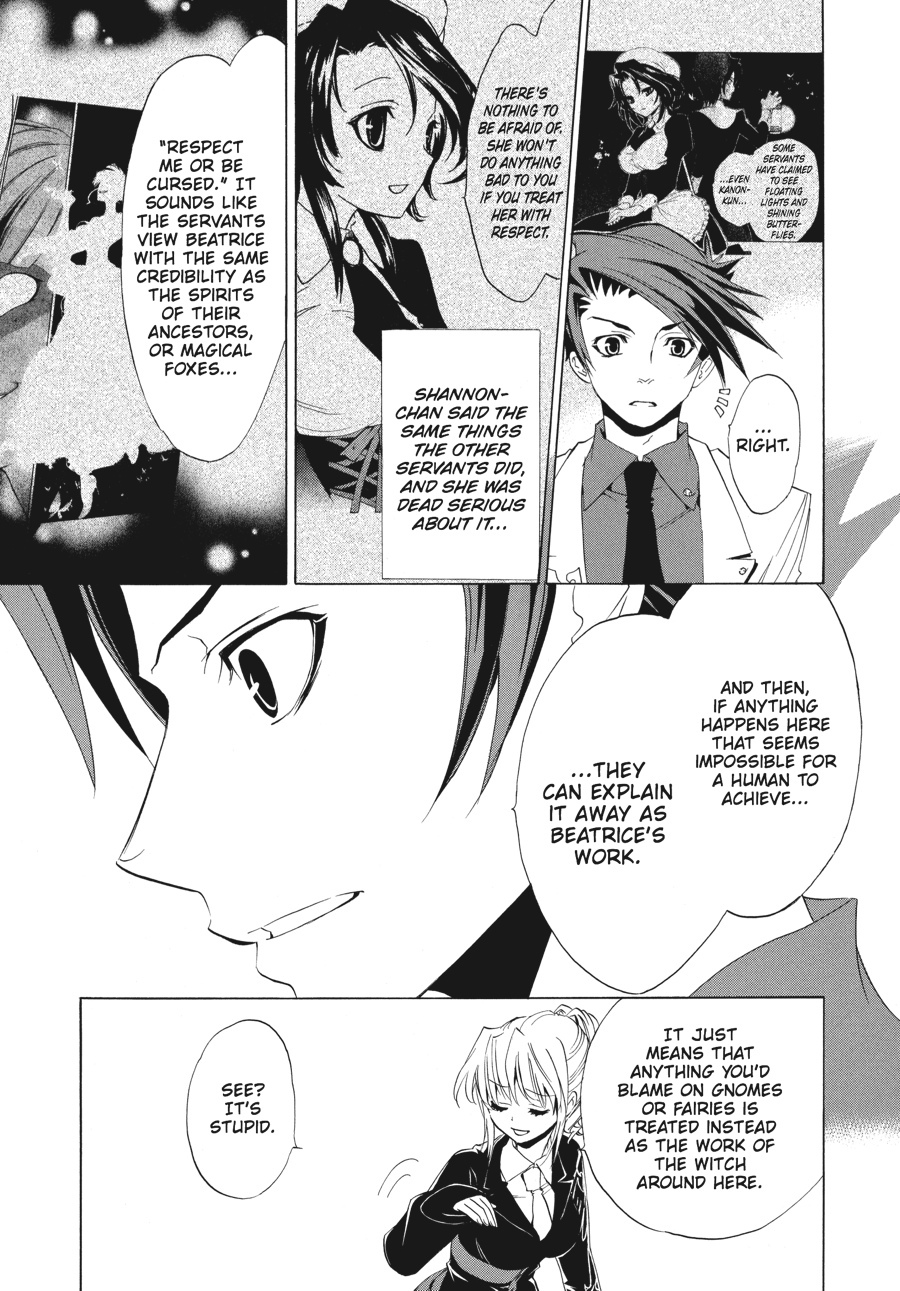 SOME
SERVANTS
HAVE CLAIMED
TO SEE
FLOATING
LIGHTS AND
SHINING
BUTTER-
FLIES.
...EVEN
KANON-
KUN...
...
RIGHT.
THERE'S
NOTHING TO
BE AFRAID OF.
SHE WON'T
DO ANYTHING
BAD TO YOU
IF YOU TREAT
HER WITH
RESPECT.
SHANNON-
CHAN SAID THE
SAME THINGS
THE OTHER
SERVANTS DID,
AND SHE WAS
DEAD SERIOUS
ABOUT IT...
"RESPECT
ME OR BE
CURSED." IT
SOUNDS LIKE
THE SERVANTS
VIEW BEATRICE
WITH THE SAME
CREDIBILITY AS
THE SPIRITS
OF THEIR
ANCESTORS,
OR MAGICAL
FOXES...
AND THEN,
IF ANYTHING
HAPPENS HERE
THAT SEEMS
IMPOSSIBLE FOR
A HUMAN TO
ACHIEVE...
...THEY
CAN EXPLAIN
IT AWAY AS
BEATRICE'S
WORK.
IT JUST
MEANS THAT
ANYTHING YOU'D
BLAME ON GNOMES
OR FAIRIES IS
TREATED INSTEAD
AS THE WORK OF
THE WITCH
AROUND HERE.
SEE?
IT'S
STUPID.